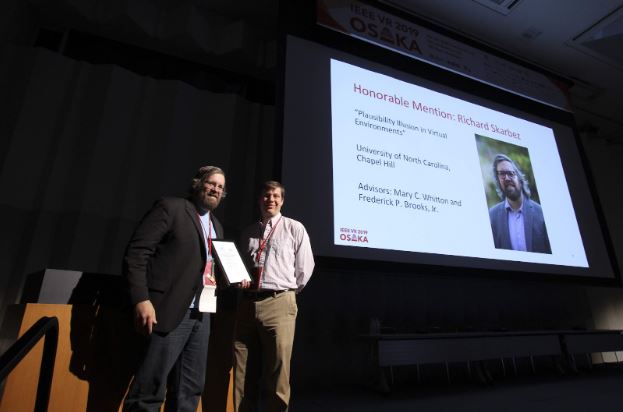 IEEE VR 2019
OSAKA
Honorable Mention: Richard Skarbez
"Plausibility Illusion in Virtual
Environments"
University of North Carolina,
Chapel Hill
Advisors: Mary C. Whitton and
Frederick P. Brooks, Jr.
IEEE VR 2019
OSAKA